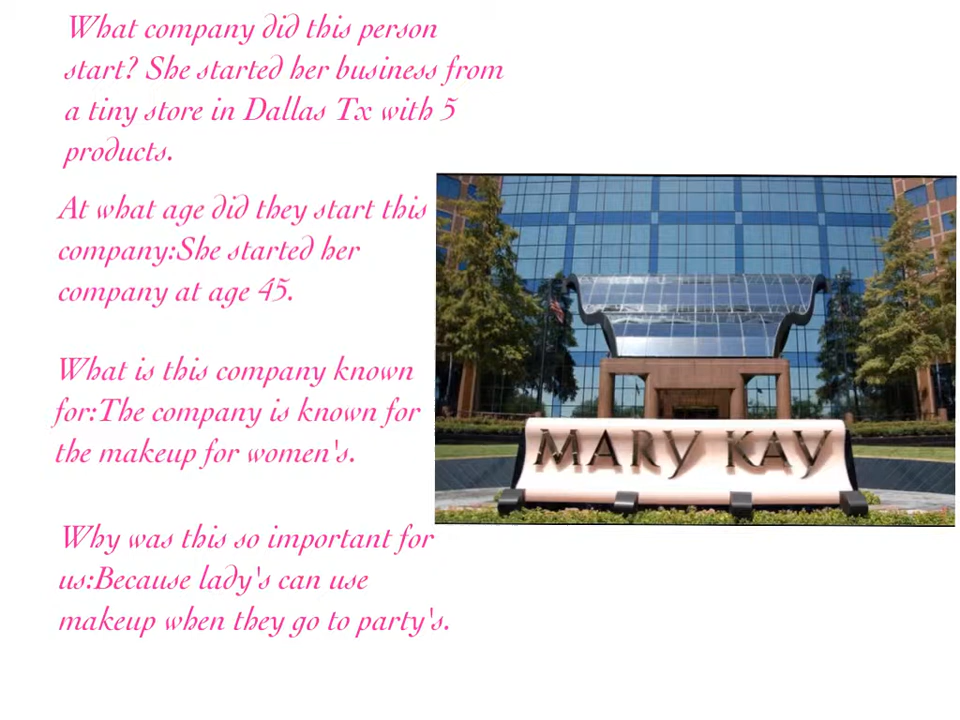 What company did this person
start? She started her business from
a tiny store in Dallas Tx with 5
products.
At what age did they start this
company:She started her
company at age 45.
What is this company known
for:The company is known for
the makeup for women's.
Why was this so important for
us:Because lady's can use
makeup when they go to party's.
MARY KAY